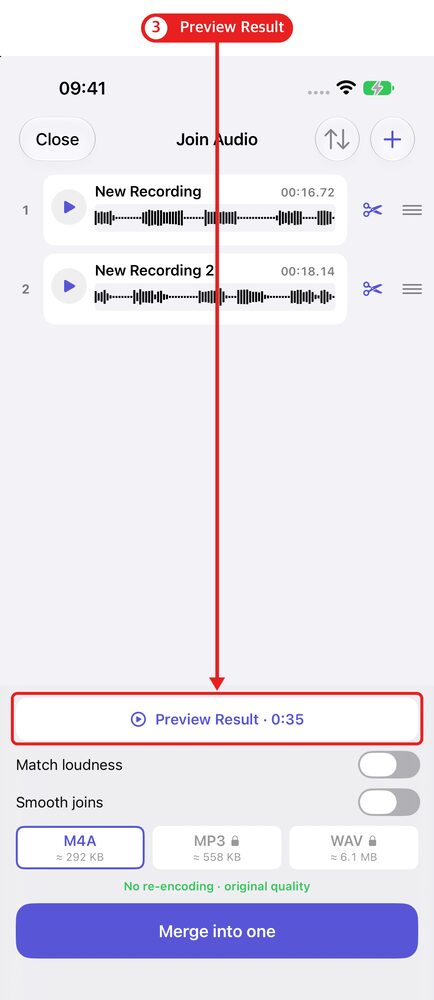 3 Preview Result
09:41
Close
Join Audio
1
New Recording
00:16.72
2
New Recording 2
00:18.14
Preview Result · 0:35
Match loudness
Smooth joins
M4A
≈ 292 KB
MP3
≈ 558 KB
WAV
≈ 6.1 MB
No re-encoding · original quality
Merge into one